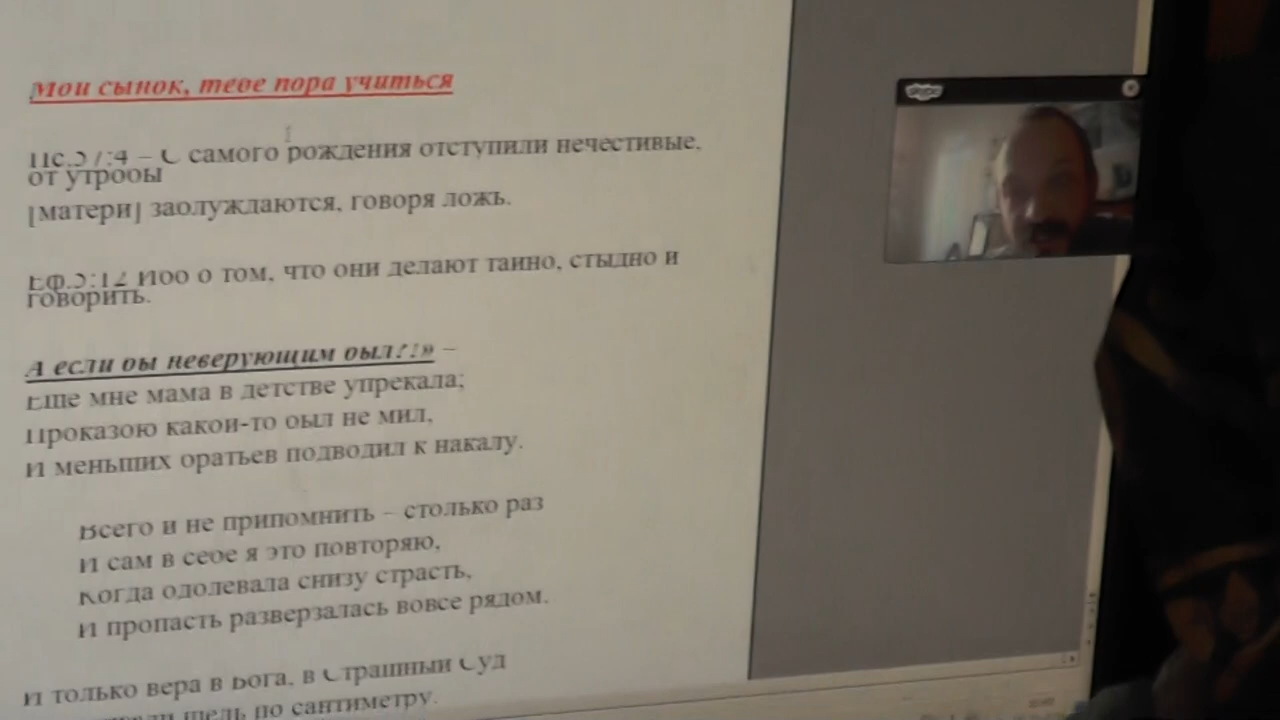 Мой сынок, тебе пора учиться
skype
Пс.57:4 – С самого рождения отступили нечестивые,
от утробы
[матери] заблуждаются, говоря ложь.
Еф.5:12 Ибо о том, что они делают тайно, стыдно и
говорить.
А если бы неверующим был?!» –
Еще мне мама в детстве упрекала;
Проказою какой-то был не мил,
И меньших братьев подводил к накалу.
Всего и не припомнить – столько раз
И сам в себе я это повторяю,
Когда одолевала снизу страсть,
И пропасть разверзалась вовсе рядом.
И только вера в Бога, в Страшный Суд
щель по сантиметру.